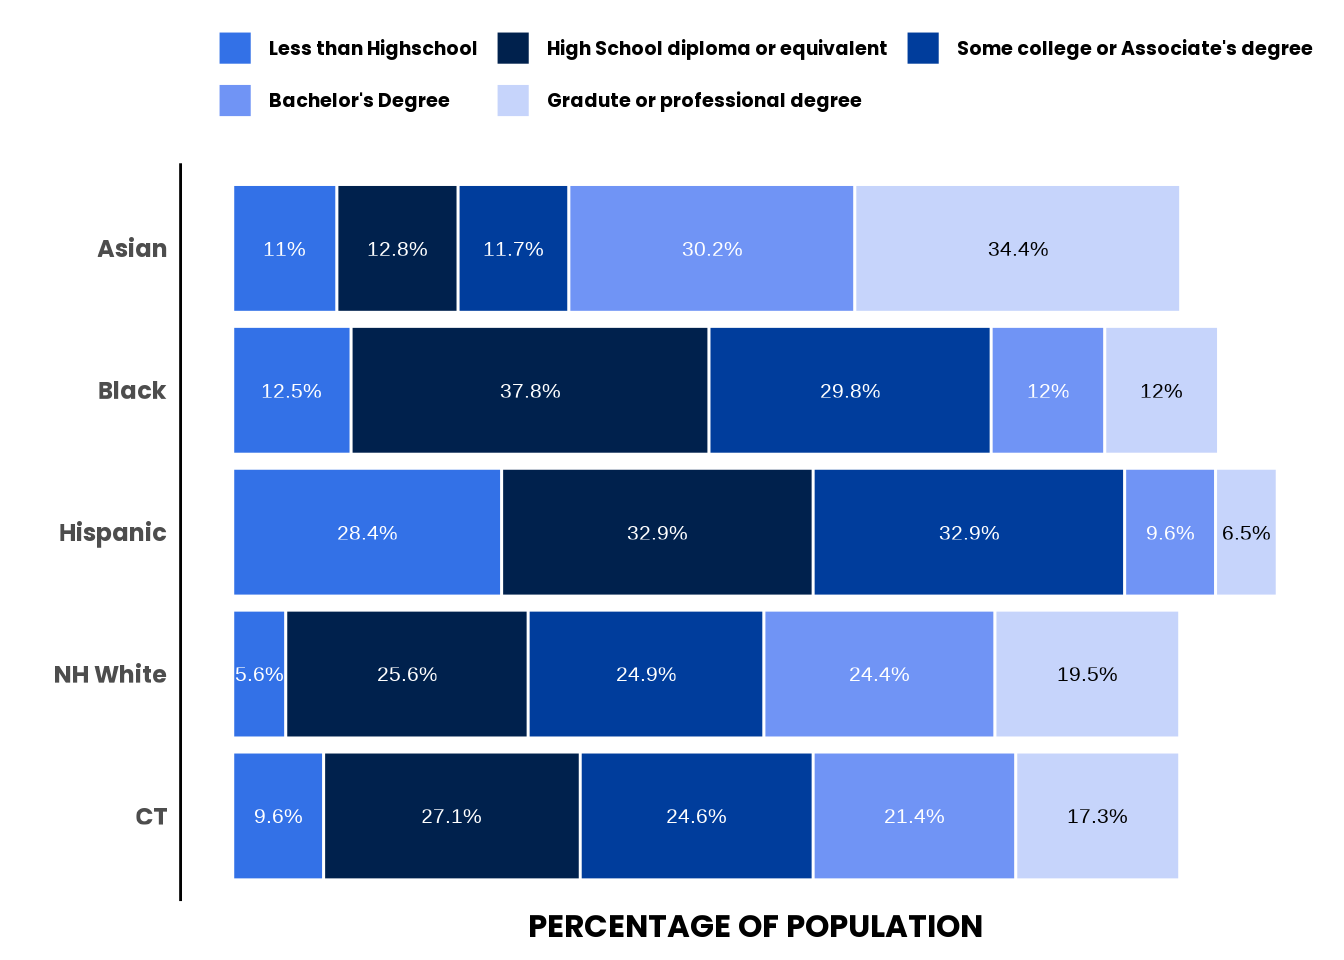 Less than Highschool High School diploma or equivalent Some college or Associate's degree
Bachelor's Degree Gradute or professional degree
Asian 11% 12.8% 11.7% 30.2% 34.4%
Black 12.5% 37.8% 29.8% 12% 12%
Hispanic 28.4% 32.9% 32.9% 9.6% 6.5%
NH White 5.6% 25.6% 24.9% 24.4% 19.5%
CT 9.6% 27.1% 24.6% 21.4% 17.3%
PERCENTAGE OF POPULATION